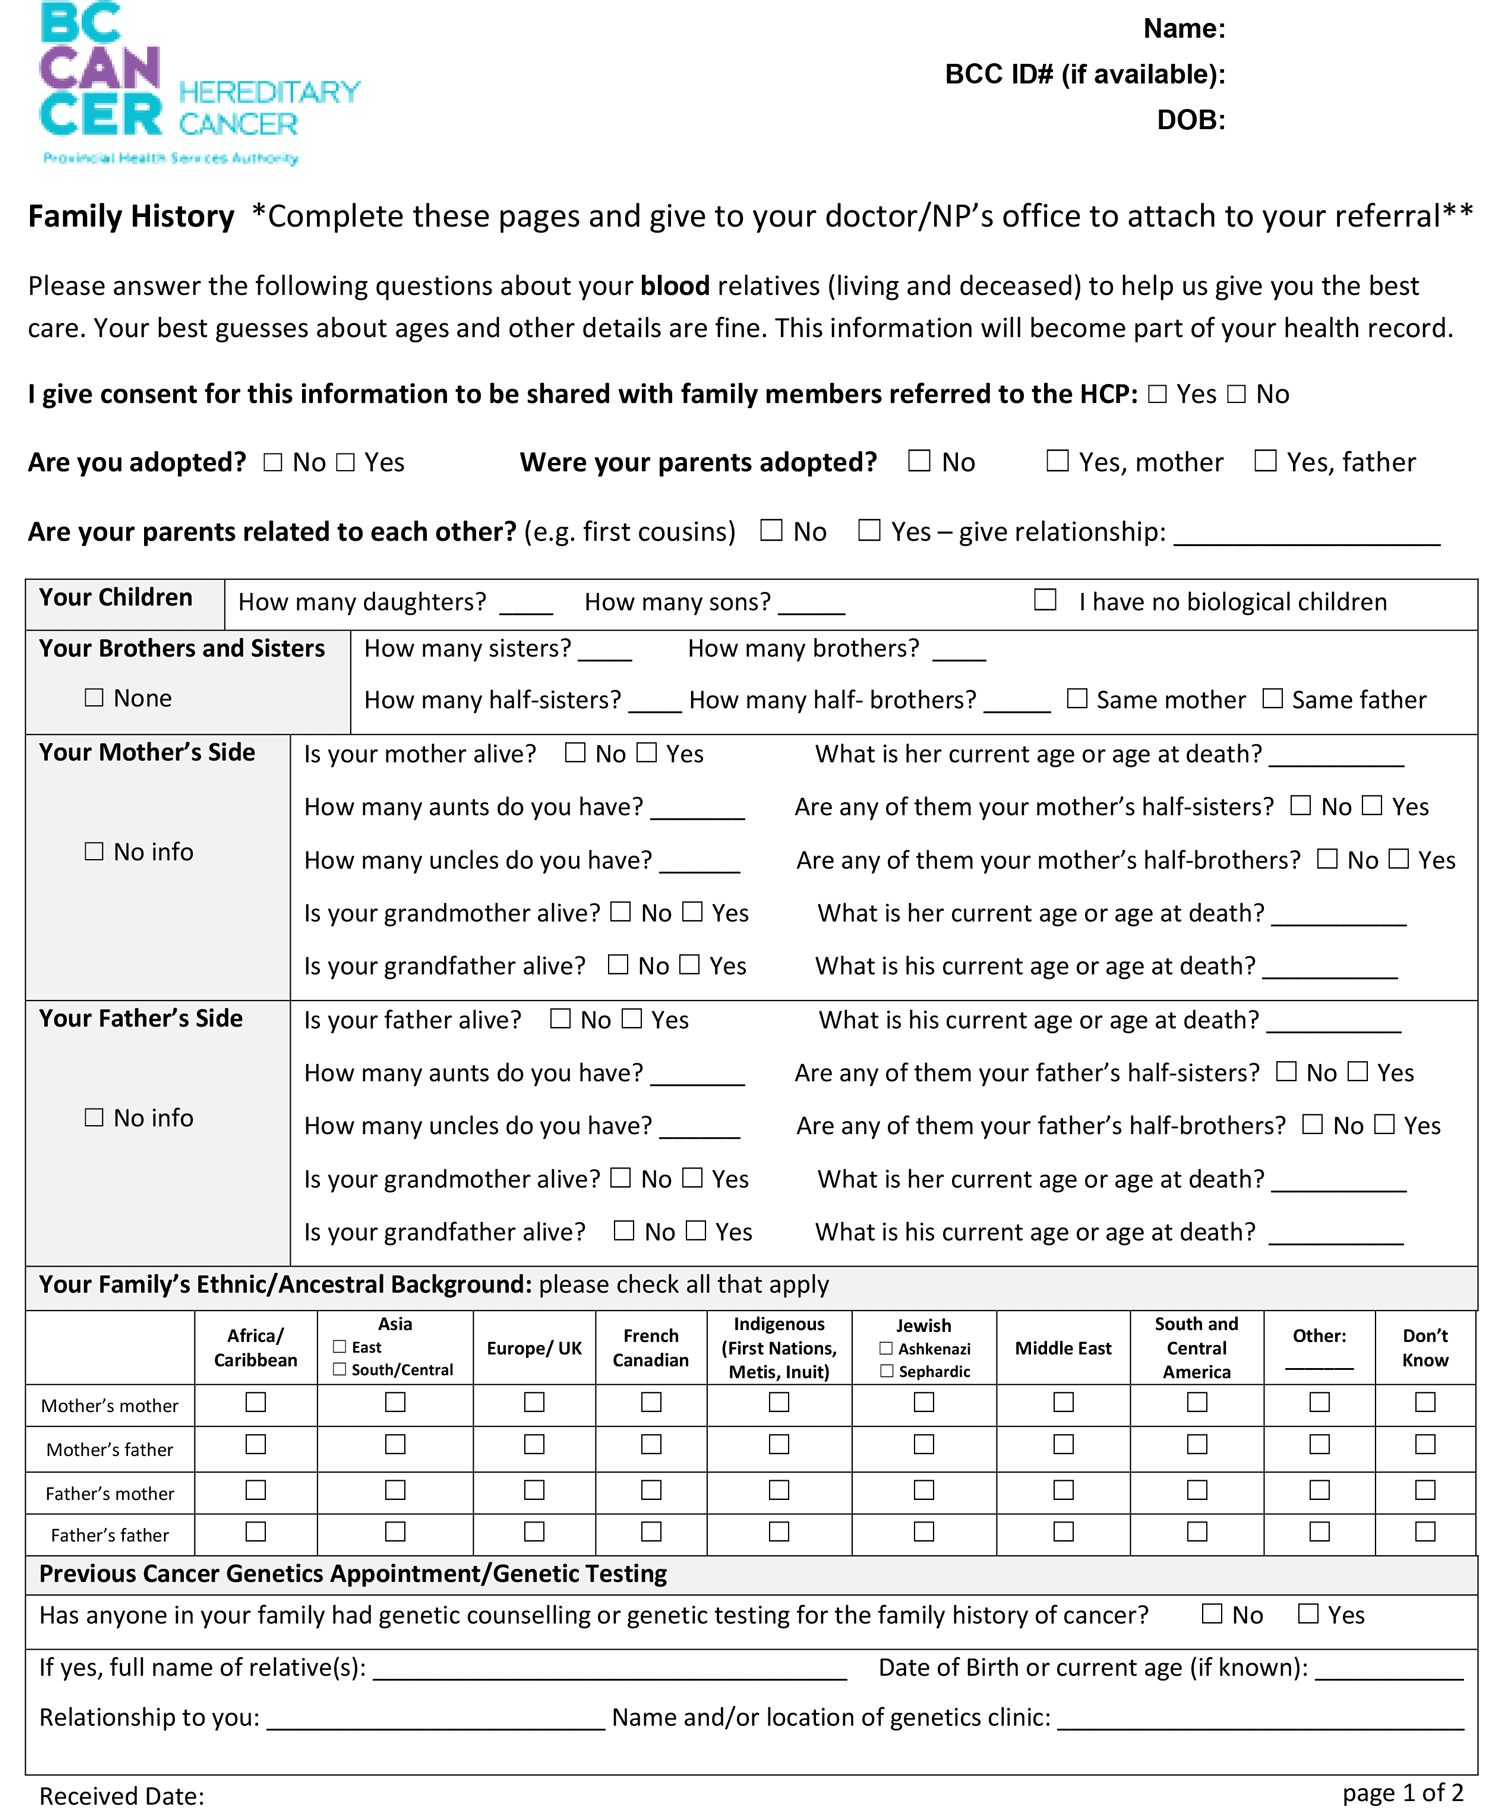 BC
CAN
CER
HEREDITARY
CANCER
Provincial Health Services Authority
Name:
BCC ID# (if available):
DOB:
Family History *Complete these pages and give to your doctor/NP’s office to attach to your referral**
Please answer the following questions about your blood relatives (living and deceased) to help us give you the best
care. Your best guesses about ages and other details are fine. This information will become part of your health record.
I give consent for this information to be shared with family members referred to the HCP: ☐ Yes ☐ No
Are you adopted? ☐ No ☐ Yes Were your parents adopted? ☐ No ☐ Yes, mother ☐ Yes, father
Are your parents related to each other? (e.g. first cousins) ☐ No ☐ Yes – give relationship: ____________________
Your Children How many daughters? ____ How many sons? _____ ☐ I have no biological children
Your Brothers and Sisters How many sisters? ____ How many brothers? ____
☐ None How many half-sisters? ____ How many half- brothers? _____ ☐ Same mother ☐ Same father
Your Mother’s Side Is your mother alive? ☐ No ☐ Yes What is her current age or age at death? __________
How many aunts do you have? _______ Are any of them your mother’s half-sisters? ☐ No ☐ Yes
☐ No info
How many uncles do you have? ______ Are any of them your mother’s half-brothers? ☐ No ☐ Yes
Is your grandmother alive? ☐ No ☐ Yes What is her current age or age at death? __________
Is your grandfather alive? ☐ No ☐ Yes What is his current age or age at death? __________
Your Father’s Side Is your father alive? ☐ No ☐ Yes What is his current age or age at death? __________
How many aunts do you have? _______ Are any of them your father’s half-sisters? ☐ No ☐ Yes
☐ No info
How many uncles do you have? ______ Are any of them your father’s half-brothers? ☐ No ☐ Yes
Is your grandmother alive? ☐ No ☐ Yes What is her current age or age at death? __________
Is your grandfather alive? ☐ No ☐ Yes What is his current age or age at death? __________
Your Family’s Ethnic/Ancestral Background: please check all that apply
Africa/
Caribbean
Asia
☐ East
☐ South/Central
Europe/ UK
French
Canadian
Indigenous
(First Nations,
Metis, Inuit)
Jewish
☐ Ashkenazi
☐ Sephardic
Middle East
South and
Central
America
Other:
_______
Don’t
Know
Mother’s mother ☐ ☐ ☐ ☐ ☐ ☐ ☐ ☐ ☐ ☐
Mother’s father ☐ ☐ ☐ ☐ ☐ ☐ ☐ ☐ ☐ ☐
Father’s mother ☐ ☐ ☐ ☐ ☐ ☐ ☐ ☐ ☐ ☐
Father’s father ☐ ☐ ☐ ☐ ☐ ☐ ☐ ☐ ☐ ☐
Previous Cancer Genetics Appointment/Genetic Testing
Has anyone in your family had genetic counselling or genetic testing for the family history of cancer? ☐ No ☐ Yes
If yes, full name of relative(s): ___________________________________ Date of Birth or current age (if known): ___________
Relationship to you: _________________________ Name and/or location of genetics clinic: ______________________________
Received Date:
page 1 of 2